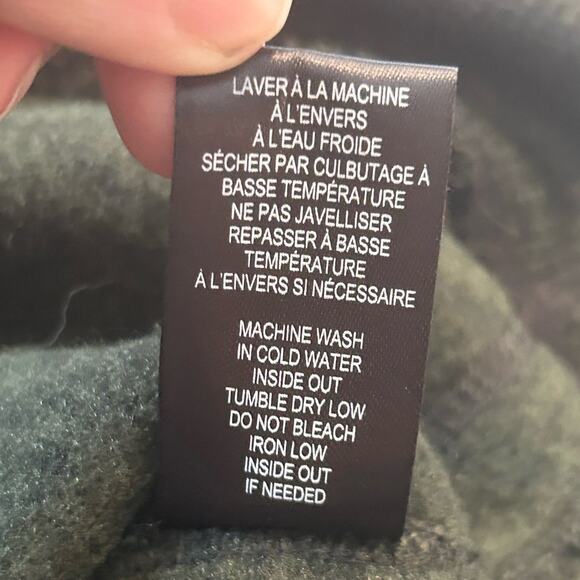 LAVER À LA MACHINE
À L'ENVERS
À L'EAU FROIDE
SÉCHER PAR CULBUTAGE À
BASSE TEMPÉRATURE
NE PAS JAVELLISER
REPASSER À BASSE
TEMPÉRATURE
À L'ENVERS SI NÉCESSAIRE
MACHINE WASH
IN COLD WATER
INSIDE OUT
TUMBLE DRY LOW
DO NOT BLEACH
IRON LOW
INSIDE OUT
IF NEEDED